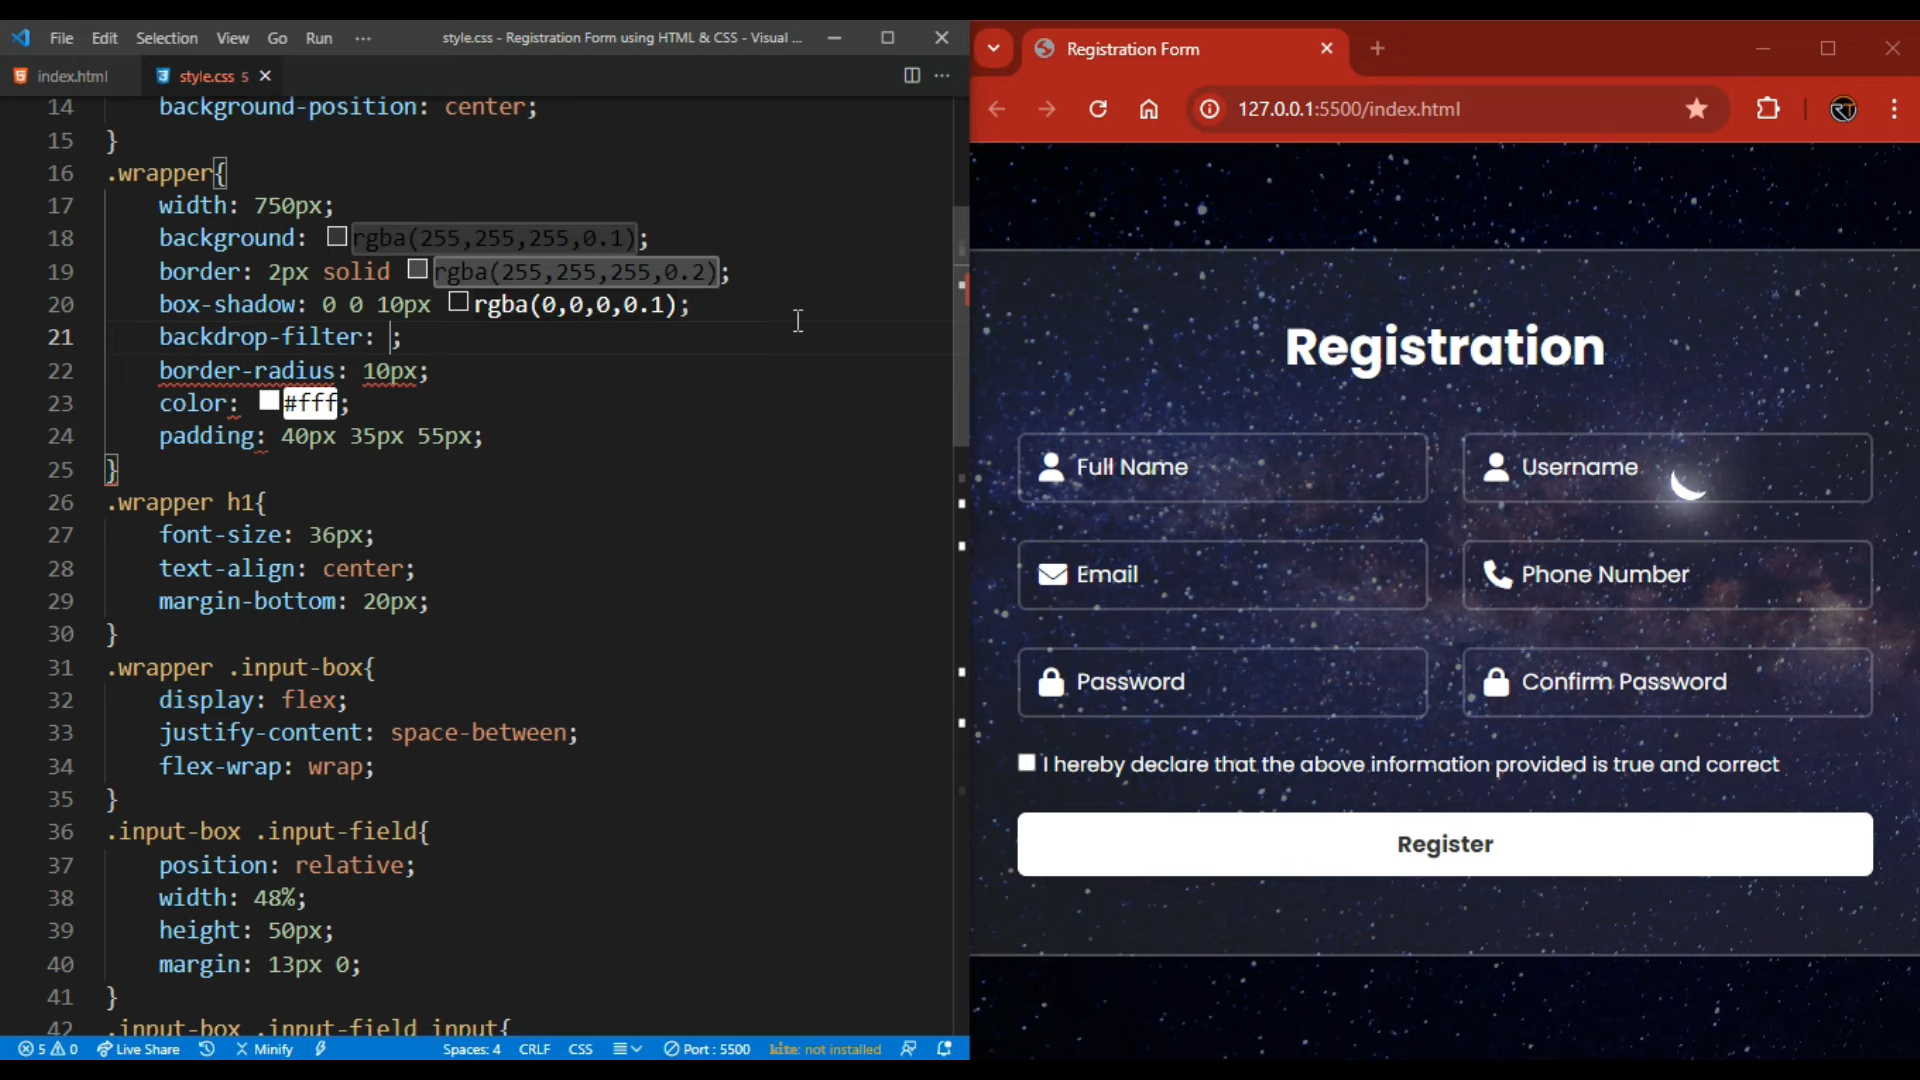 File Edit Selection View Go Run ··· style.css - Registration Form using HTML & CSS - Visual ...
index.html style.css 5
14 background-position: center;
15 }
16 .wrapper{
17 width: 750px;
18 background: rgba(255,255,255,0.1);
19 border: 2px solid rgba(255,255,255,0.2);
20 box-shadow: 0 0 10px rgba(0,0,0,0.1);
21 backdrop-filter: ;
22 border-radius: 10px;
23 color: #fff;
24 padding: 40px 35px 55px;
25 }
26 .wrapper h1{
27 font-size: 36px;
28 text-align: center;
29 margin-bottom: 20px;
30 }
31 .wrapper .input-box{
32 display: flex;
33 justify-content: space-between;
34 flex-wrap: wrap;
35 }
36 .input-box .input-field{
37 position: relative;
38 width: 48%;
39 height: 50px;
40 margin: 13px 0;
41 }
42 .input-box .input-field input{
5 0 Live Share Minify Spaces: 4 CRLF CSS Port : 5500 kite: not installed
Registration Form
127.0.0.1:5500/index.html RT
Registration
Full Name Username
Email Phone Number
Password Confirm Password
I hereby declare that the above information provided is true and correct
Register